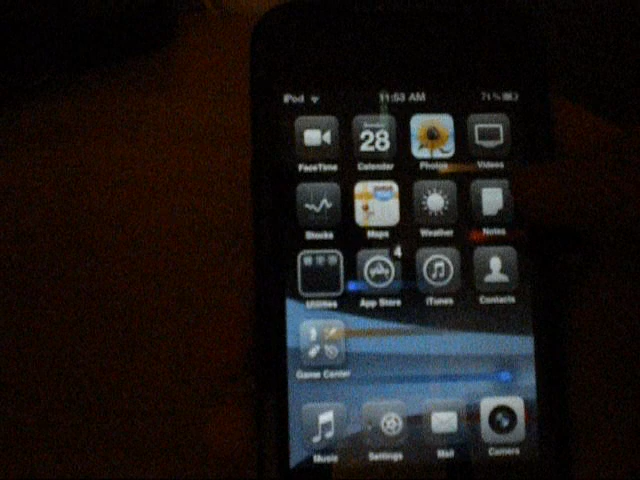 iPod 11:53 AM 71%
28
FaceTime Calendar Photos Videos
Stocks Maps Weather Notes
4
Utilities App Store iTunes Contacts
Game Center
Music Settings Mail Camera